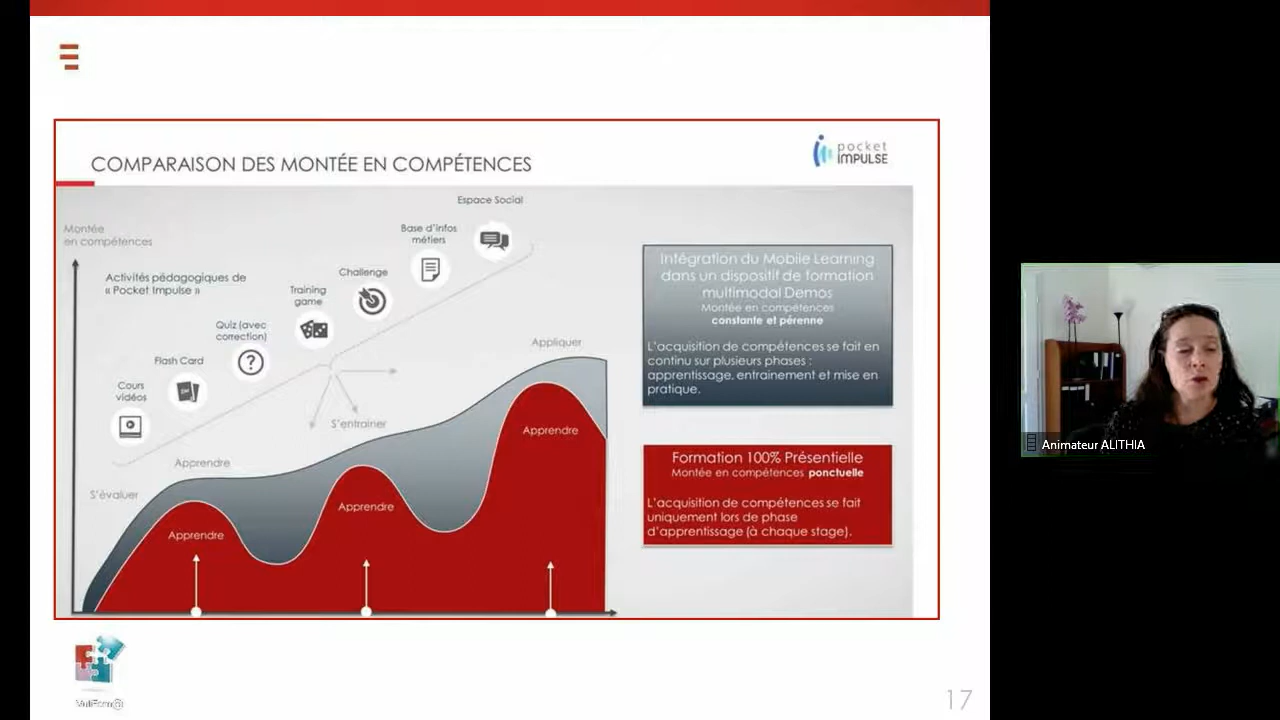 COMPARAISON DES MONTÉE EN COMPÉTENCES
pocket
IMPULSE
Montée
en compétences
Activités pédagogiques de
« Pocket Impulse »
Espace Social
Base d'infos
métiers
Challenge
Training
game
Quiz (avec
correction)
?
Flash Card
Cours
vidéos
Appliquer
S'entrainer
Apprendre
S'évaluer
Apprendre
Apprendre
Apprendre
Intégration du Mobile Learning
dans un dispositif de formation
multimodal Demos
Montée en compétences
constante et pérenne
L'acquisition de compétences se fait en
continu sur plusieurs phases :
apprentissage, entrainement et mise en
pratique.
Formation 100% Présentielle
Montée en compétences ponctuelle
L'acquisition de compétences se fait
uniquement lors de phase
d'apprentissage (à chaque stage).
Animateur ALITHIA
17